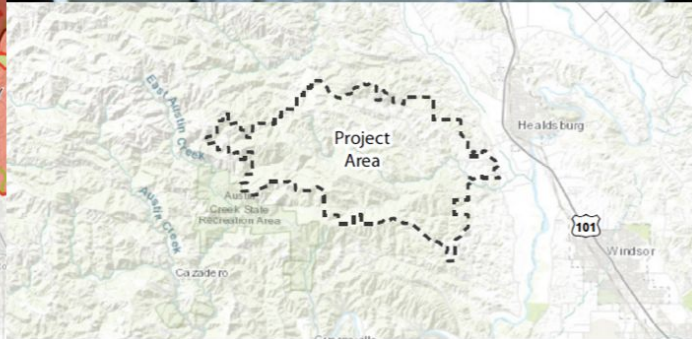 East Austin Creek
Healdsburg
Project
Area
Austin
Creek State
Recreation Area
Austin Creek
101
Windsor
Cazadero